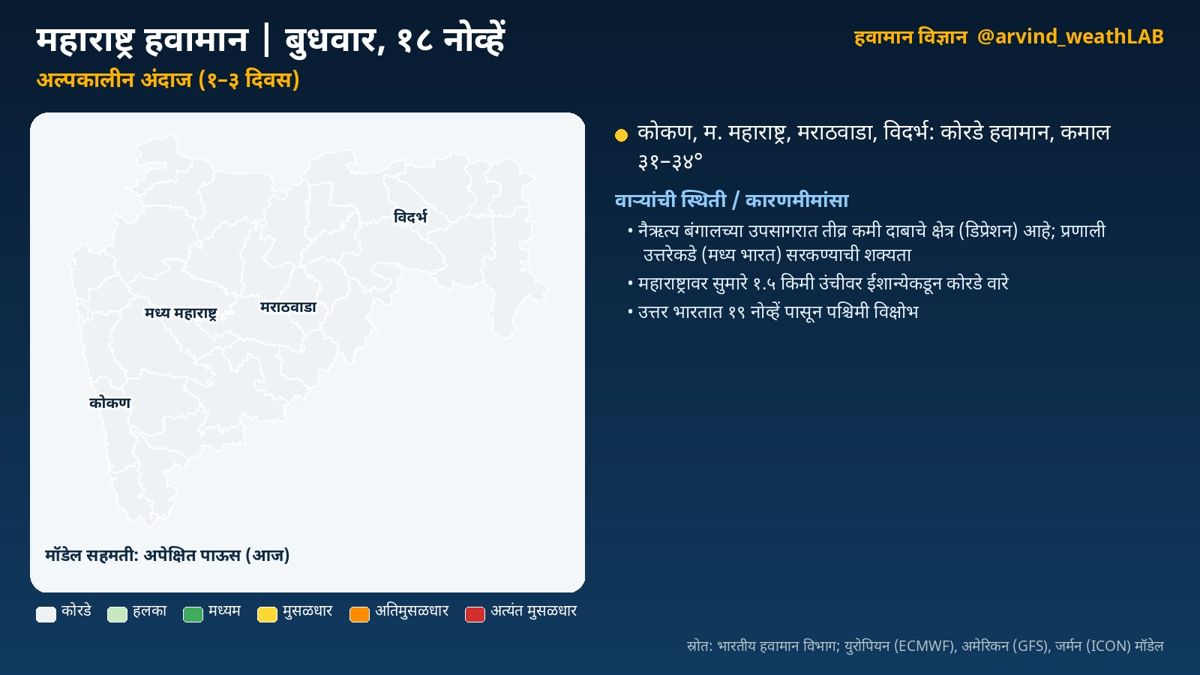 महाराष्ट्र हवामान | बुधवार, १८ नोव्हें
हवामान विज्ञान @arvind_weathLAB
अल्पकालीन अंदाज (१–३ दिवस)
विदर्भ
मध्य महाराष्ट्र
मराठवाडा
कोकण
मॉडेल सहमती: अपेक्षित पाऊस (आज)
कोरडे हलका मध्यम मुसळधार अतिमुसळधार अत्यंत मुसळधार
कोकण, म. महाराष्ट्र, मराठवाडा, विदर्भ: कोरडे हवामान, कमाल
३१–३४°
वाऱ्यांची स्थिती / कारणमीमांसा
• नैऋत्य बंगालच्या उपसागरात तीव्र कमी दाबाचे क्षेत्र (डिप्रेशन) आहे; प्रणाली
उत्तरेकडे (मध्य भारत) सरकण्याची शक्यता
• महाराष्ट्रावर सुमारे १.५ किमी उंचीवर ईशान्येकडून कोरडे वारे
• उत्तर भारतात १९ नोव्हें पासून पश्चिमी विक्षोभ
स्रोत: भारतीय हवामान विभाग; युरोपियन (ECMWF), अमेरिकन (GFS), जर्मन (ICON) मॉडेल